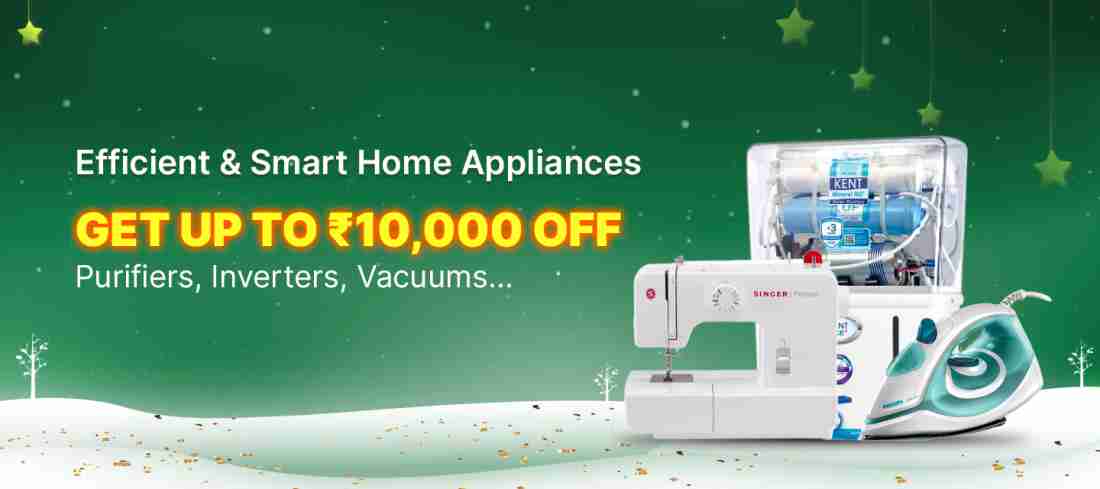 Efficient & Smart Home Appliances
GET UP TO ₹10,000 OFF
Purifiers, Inverters, Vacuums...
KENT
SINGER